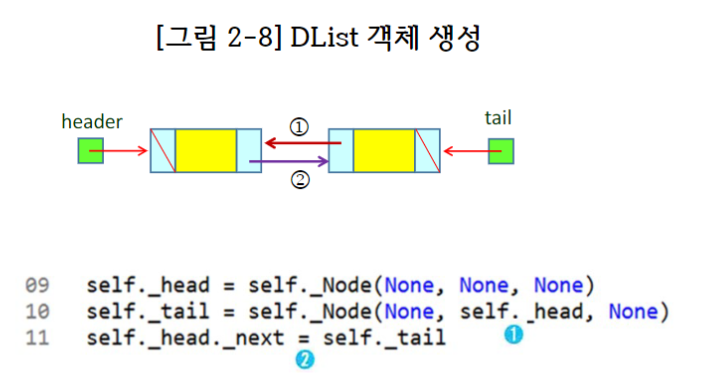 [그림 2-8] DList 객체 생성
header
①
tail
②
09 self._head = self._Node(None, None, None)
10 self._tail = self._Node(None, self._head, None)
11 self._head._next = self._tail
❶
❷